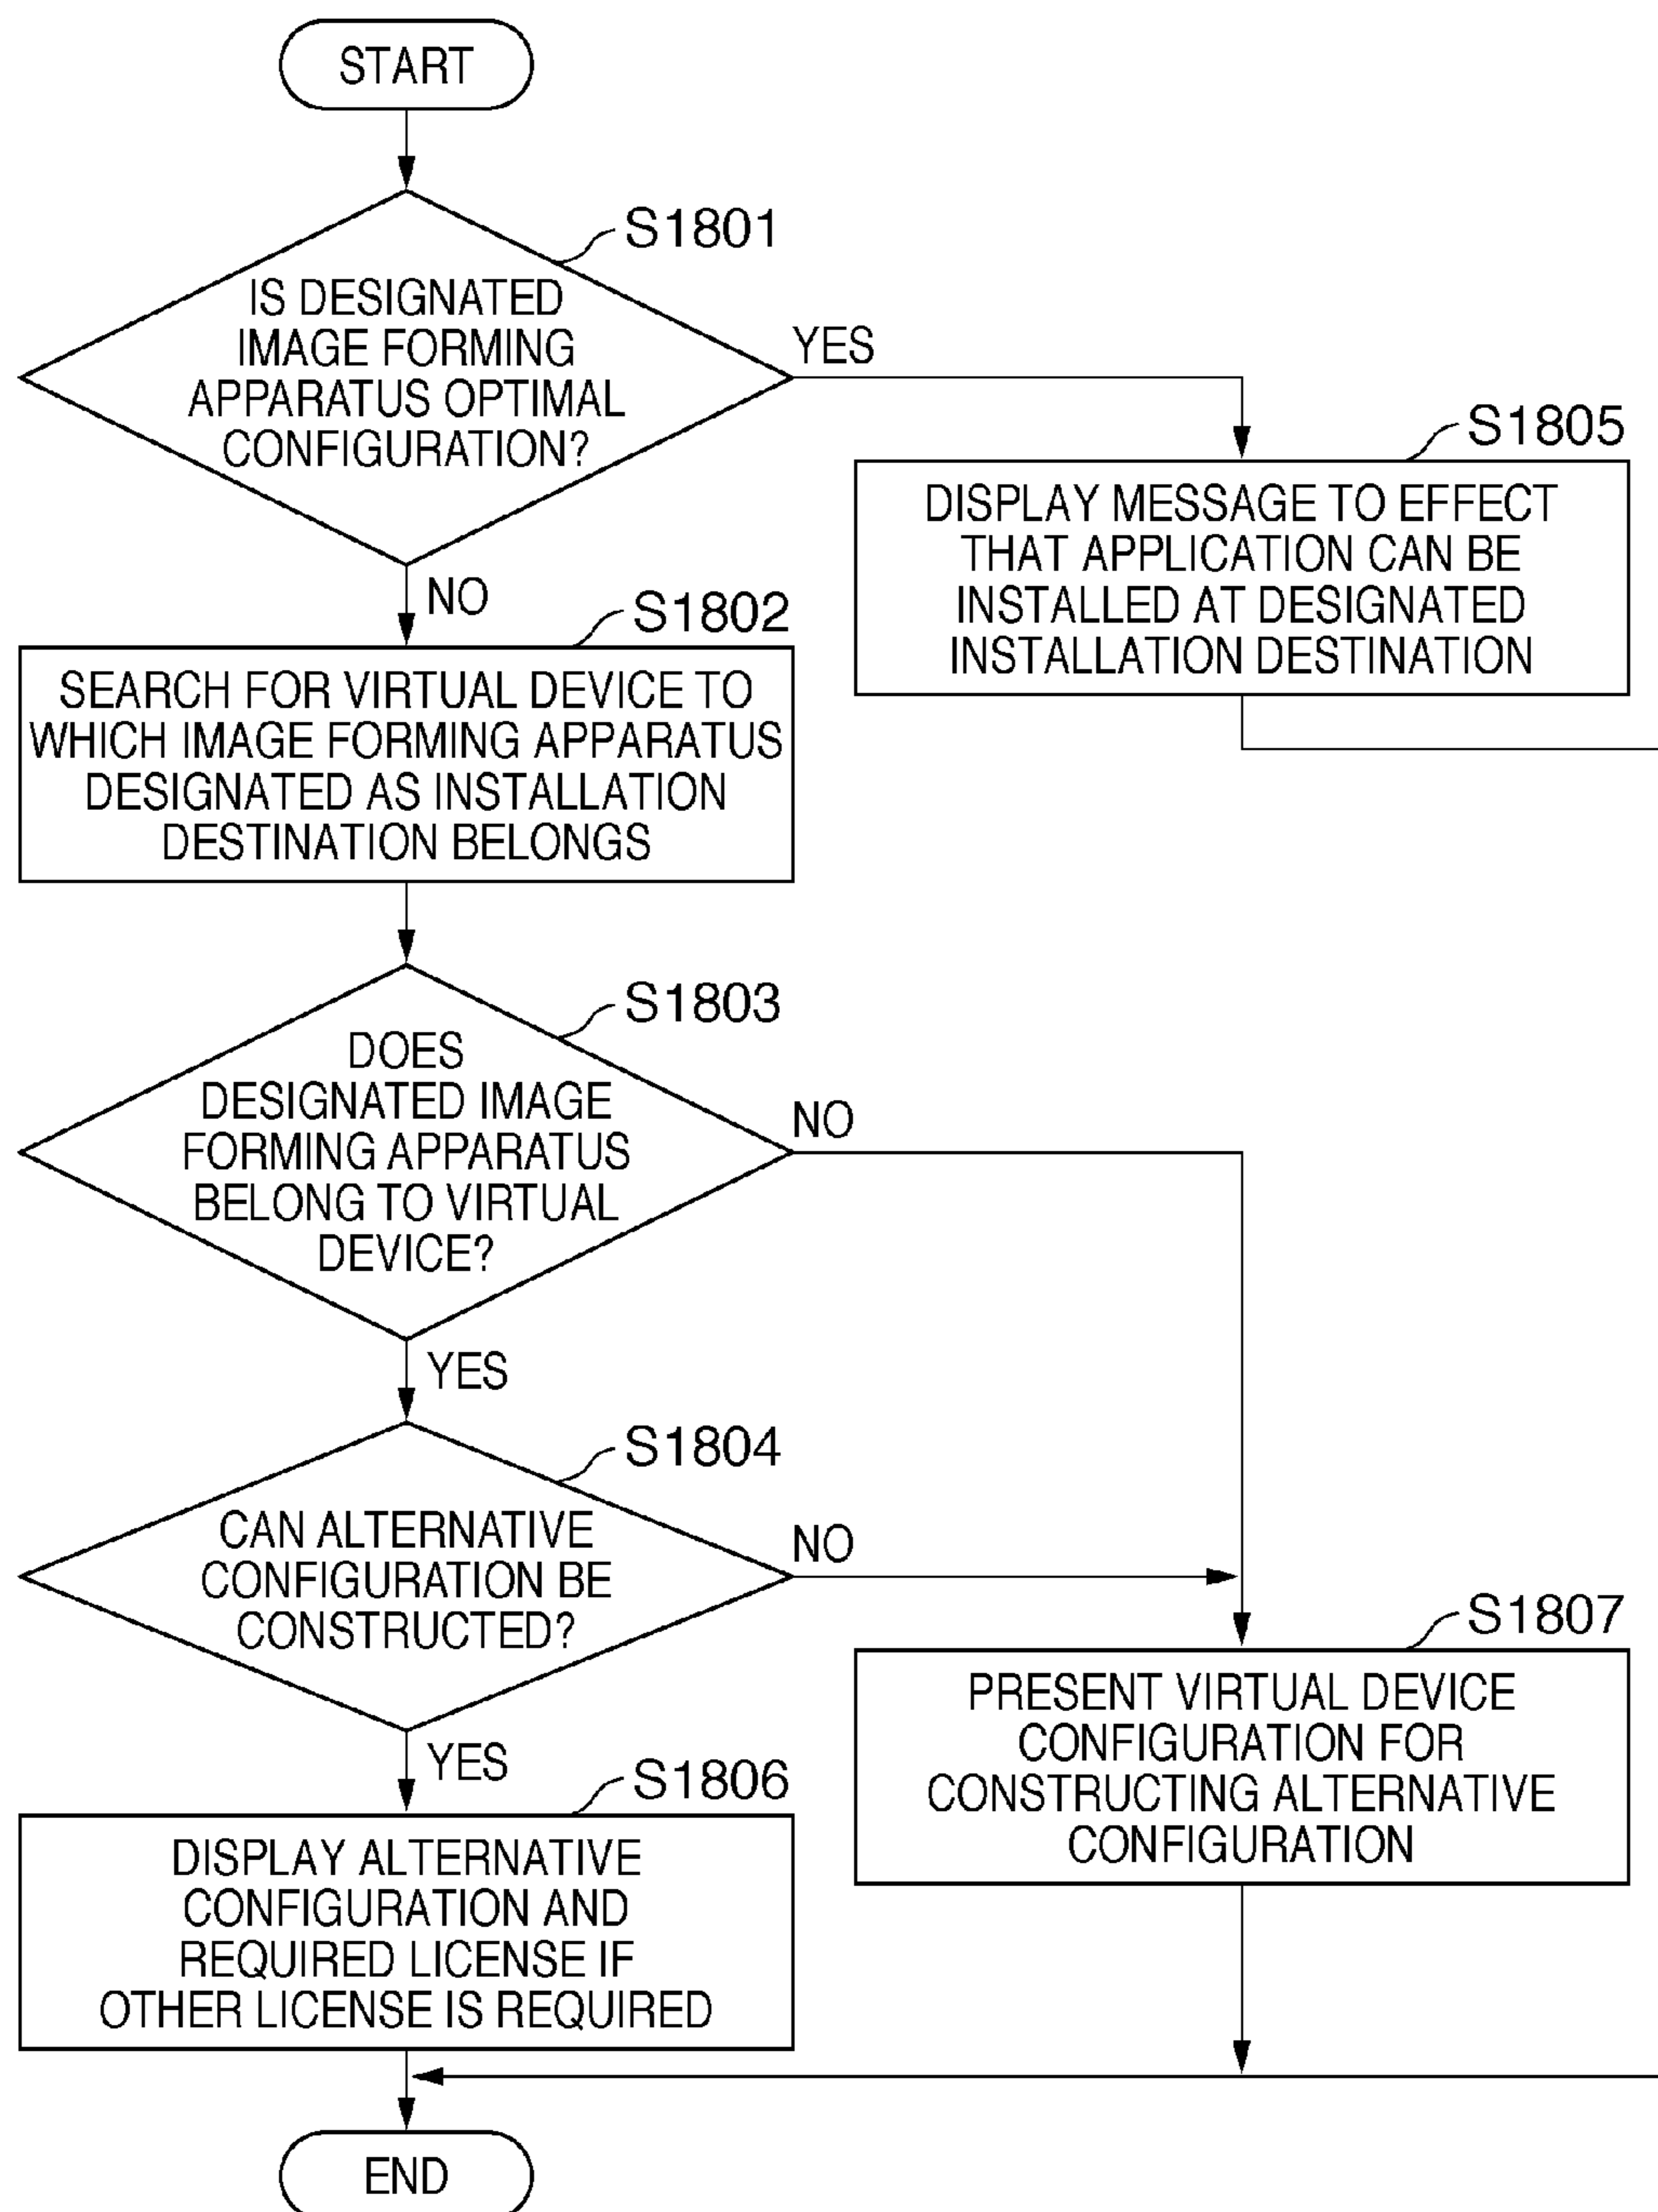 START
S1801
IS DESIGNATED
IMAGE FORMING
APPARATUS OPTIMAL
CONFIGURATION?
YES
NO
S1805
DISPLAY MESSAGE TO EFFECT
THAT APPLICATION CAN BE
INSTALLED AT DESIGNATED
INSTALLATION DESTINATION
S1802
SEARCH FOR VIRTUAL DEVICE TO
WHICH IMAGE FORMING APPARATUS
DESIGNATED AS INSTALLATION
DESTINATION BELONGS
S1803
DOES
DESIGNATED IMAGE
FORMING APPARATUS
BELONG TO VIRTUAL
DEVICE?
NO
YES
S1804
CAN ALTERNATIVE
CONFIGURATION BE
CONSTRUCTED?
NO
YES
S1807
PRESENT VIRTUAL DEVICE
CONFIGURATION FOR
CONSTRUCTING ALTERNATIVE
CONFIGURATION
S1806
DISPLAY ALTERNATIVE
CONFIGURATION AND
REQUIRED LICENSE IF
OTHER LICENSE IS REQUIRED
END